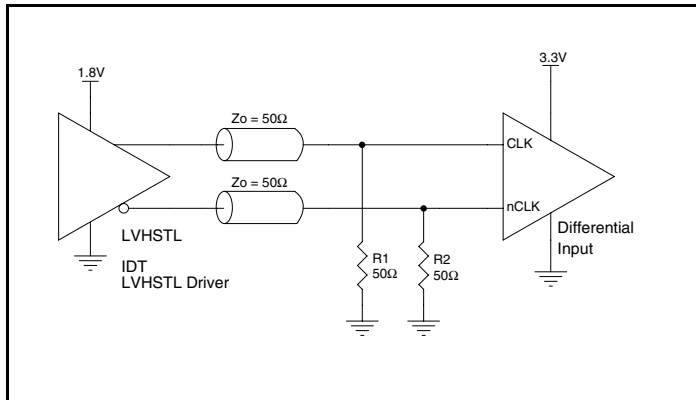 1.8V
3.3V
Zo = 50Ω
CLK
Zo = 50Ω
nCLK
Differential
Input
LVHSTL
IDT
LVHSTL Driver
R1
50Ω
R2
50Ω